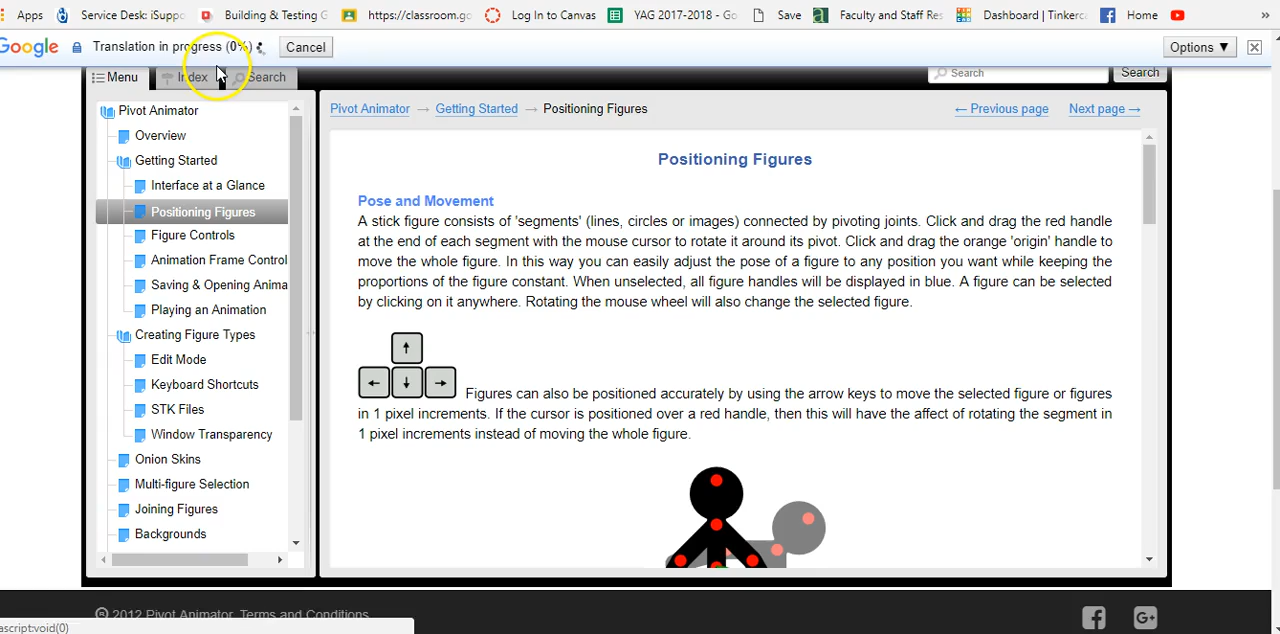 Apps Service Desk: iSuppo Building & Testing G https://classroom.go Log In to Canvas YAG 2017-2018 - Go Save Faculty and Staff Res Dashboard | Tinkerc Home »
Google Translation in progress (0%) Cancel Options ▼
Menu Index Search Search Search
Pivot Animator
Overview
Getting Started
Interface at a Glance
Positioning Figures
Figure Controls
Animation Frame Control
Saving & Opening Anima
Playing an Animation
Creating Figure Types
Edit Mode
Keyboard Shortcuts
STK Files
Window Transparency
Onion Skins
Multi-figure Selection
Joining Figures
Backgrounds
Pivot Animator → Getting Started → Positioning Figures ← Previous page Next page →
Positioning Figures
Pose and Movement
A stick figure consists of 'segments' (lines, circles or images) connected by pivoting joints. Click and drag the red handle
at the end of each segment with the mouse cursor to rotate it around its pivot. Click and drag the orange 'origin' handle to
move the whole figure. In this way you can easily adjust the pose of a figure to any position you want while keeping the
proportions of the figure constant. When unselected, all figure handles will be displayed in blue. A figure can be selected
by clicking on it anywhere. Rotating the mouse wheel will also change the selected figure.
↑
← ↓ → Figures can also be positioned accurately by using the arrow keys to move the selected figure or figures
in 1 pixel increments. If the cursor is positioned over a red handle, then this will have the affect of rotating the segment in
1 pixel increments instead of moving the whole figure.
© 2012 Pivot Animator. Terms and Conditions
ascript:void(0)